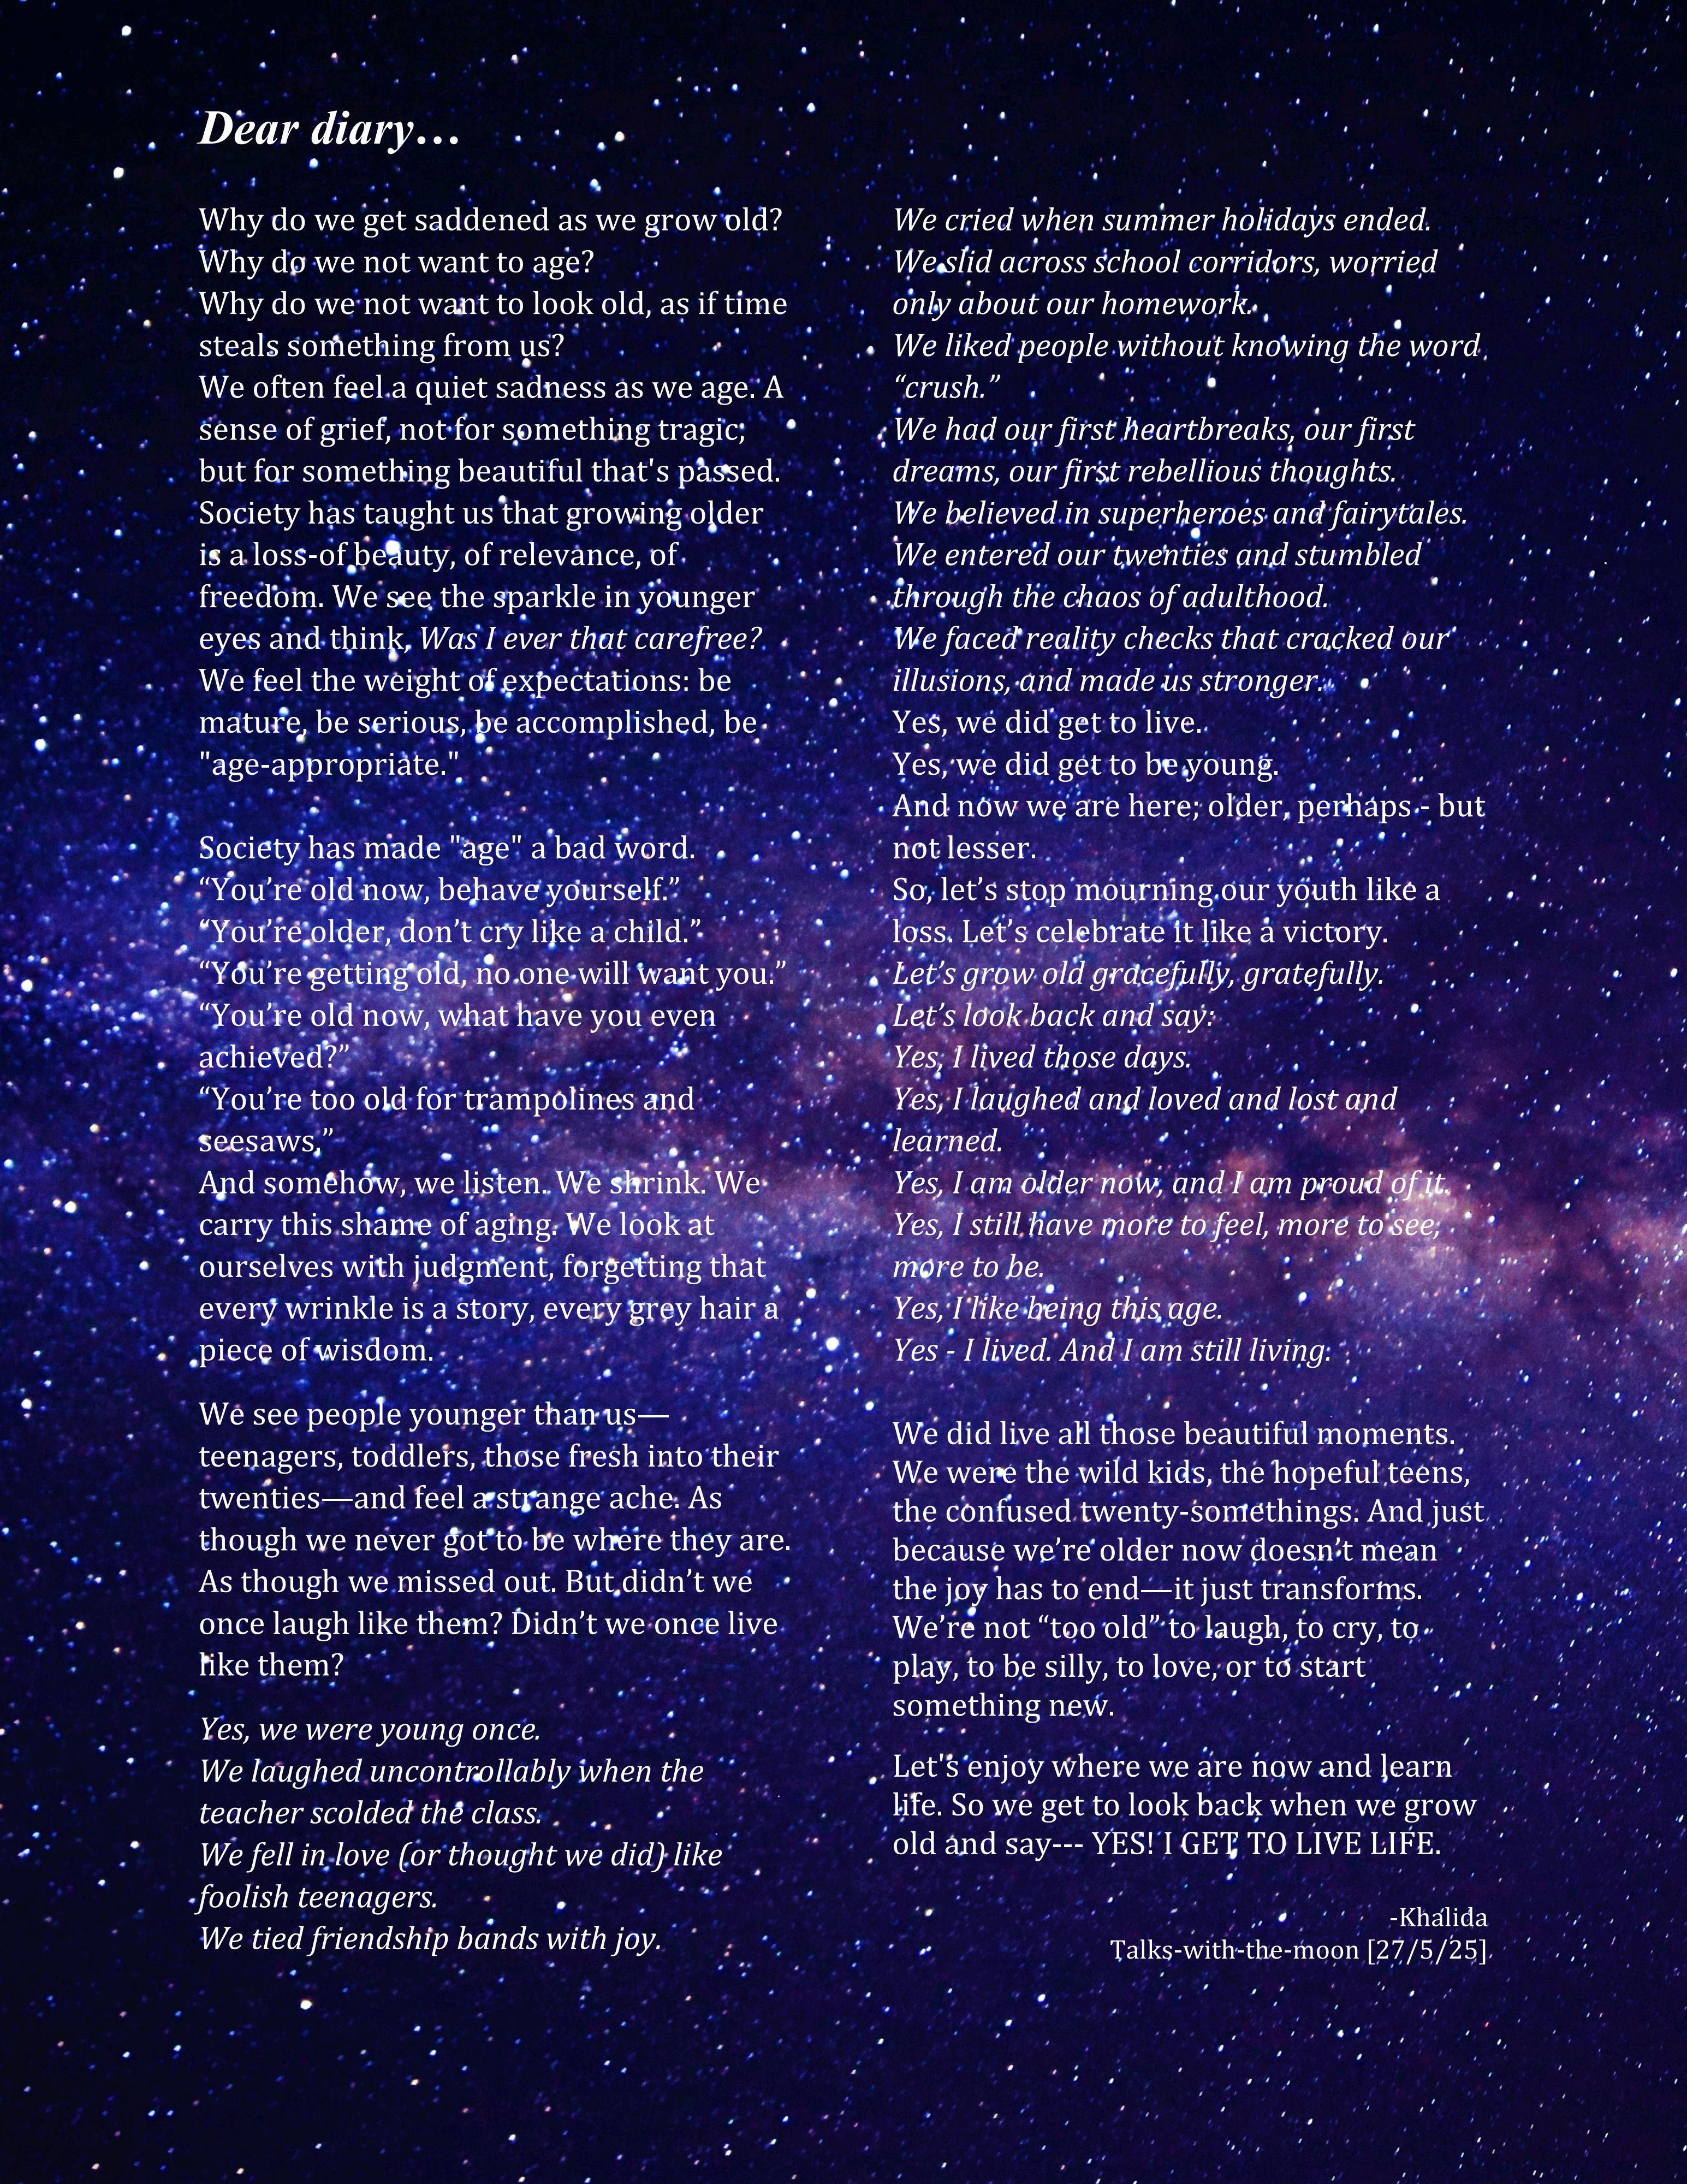 Dear diary…
Why do we get saddened as we grow old?
Why do we not want to age?
Why do we not want to look old, as if time
steals something from us?
We often feel a quiet sadness as we age. A
sense of grief, not for something tragic;
but for something beautiful that's passed.
Society has taught us that growing older
is a loss-of beauty, of relevance, of
freedom. We see the sparkle in younger
eyes and think, Was I ever that carefree?
We feel the weight of expectations: be
mature, be serious, be accomplished, be
"age-appropriate."
Society has made "age" a bad word.
“You’re old now, behave yourself.”
“You’re older, don’t cry like a child.”
“You’re getting old, no one will want you.”
“You’re old now, what have you even
achieved?”
“You’re too old for trampolines and
seesaws.”
And somehow, we listen. We shrink. We
carry this shame of aging. We look at
ourselves with judgment, forgetting that
every wrinkle is a story, every grey hair a
piece of wisdom.
We see people younger than us—
teenagers, toddlers, those fresh into their
twenties—and feel a strange ache. As
though we never got to be where they are.
As though we missed out. But didn’t we
once laugh like them? Didn’t we once live
like them?
Yes, we were young once.
We laughed uncontrollably when the
teacher scolded the class.
We fell in love (or thought we did) like
foolish teenagers.
We tied friendship bands with joy.
We cried when summer holidays ended.
We slid across school corridors, worried
only about our homework.
We liked people without knowing the word
“crush.”
We had our first heartbreaks, our first
dreams, our first rebellious thoughts.
We believed in superheroes and fairytales.
We entered our twenties and stumbled
through the chaos of adulthood.
We faced reality checks that cracked our
illusions, and made us stronger.
Yes, we did get to live.
Yes, we did get to be young.
And now we are here; older, perhaps - but
not lesser.
So, let’s stop mourning our youth like a
loss. Let’s celebrate it like a victory.
Let’s grow old gracefully, gratefully.
Let’s look back and say:
Yes, I lived those days.
Yes, I laughed and loved and lost and
learned.
Yes, I am older now, and I am proud of it.
Yes, I still have more to feel, more to see,
more to be.
Yes, I like being this age.
Yes - I lived. And I am still living.
We did live all those beautiful moments.
We were the wild kids, the hopeful teens,
the confused twenty-somethings. And just
because we’re older now doesn’t mean
the joy has to end—it just transforms.
We’re not “too old” to laugh, to cry, to
play, to be silly, to love, or to start
something new.
Let's enjoy where we are now and learn
life. So we get to look back when we grow
old and say--- YES! I GET TO LIVE LIFE.
-Khalida
Talks-with-the-moon [27/5/25]